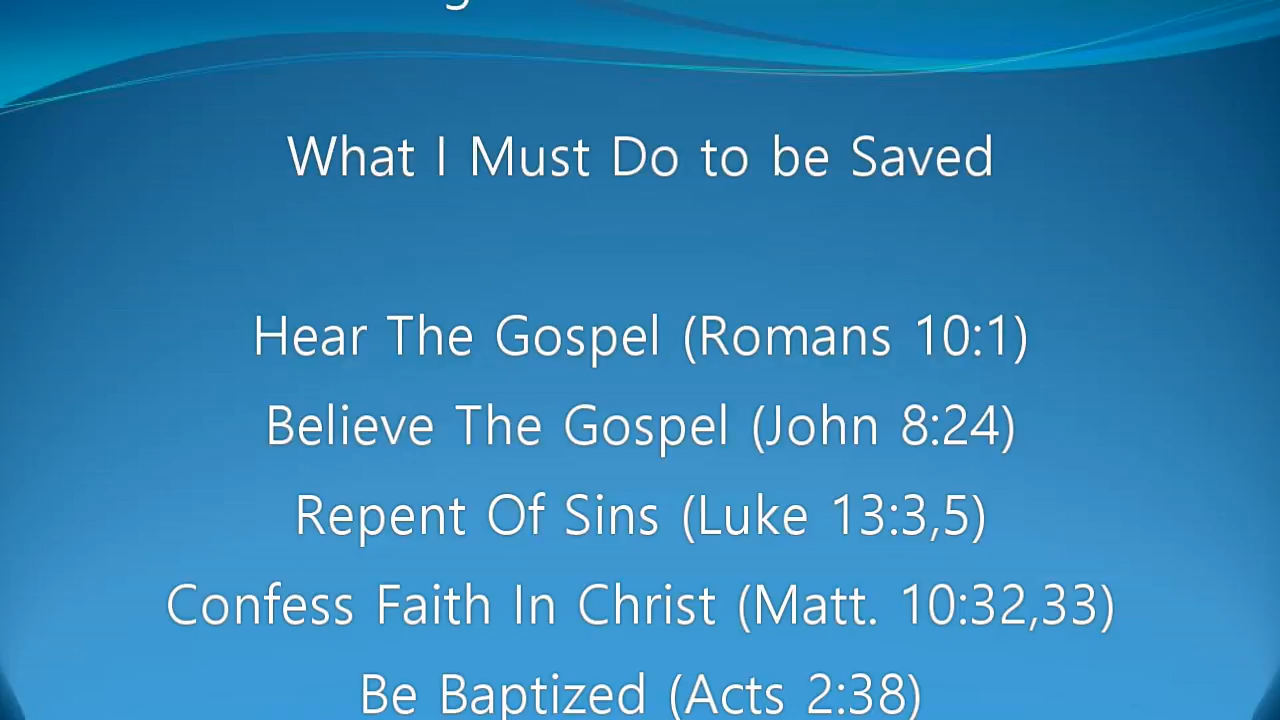 What I Must Do to be Saved
Hear The Gospel (Romans 10:1)
Believe The Gospel (John 8:24)
Repent Of Sins (Luke 13:3,5)
Confess Faith In Christ (Matt. 10:32,33)
Be Baptized (Acts 2:38)